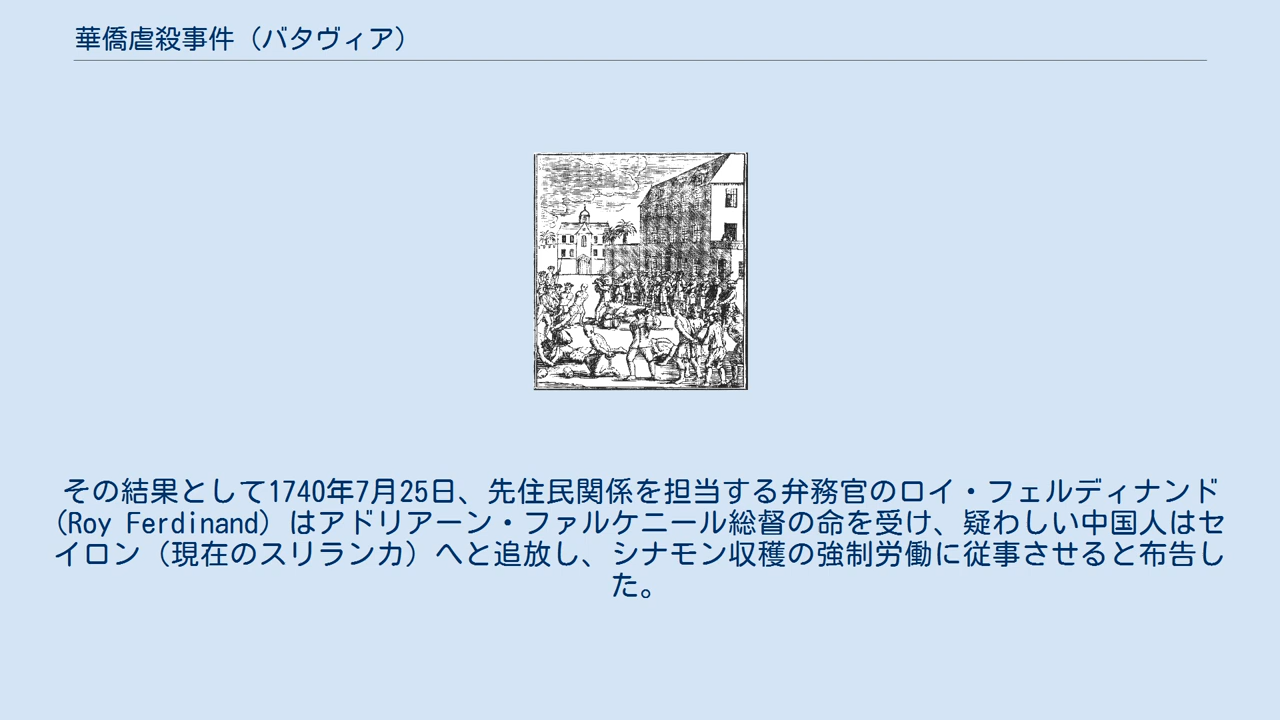 華僑虐殺事件（バタヴィア）
その結果として1740年7月25日、先住民関係を担当する弁務官のロイ・フェルディナンド
(Roy Ferdinand）はアドリアーン・ファルケニール総督の命を受け、疑わしい中国人はセ
イロン（現在のスリランカ）へと追放し、シナモン収穫の強制労働に従事させると布告し
た。